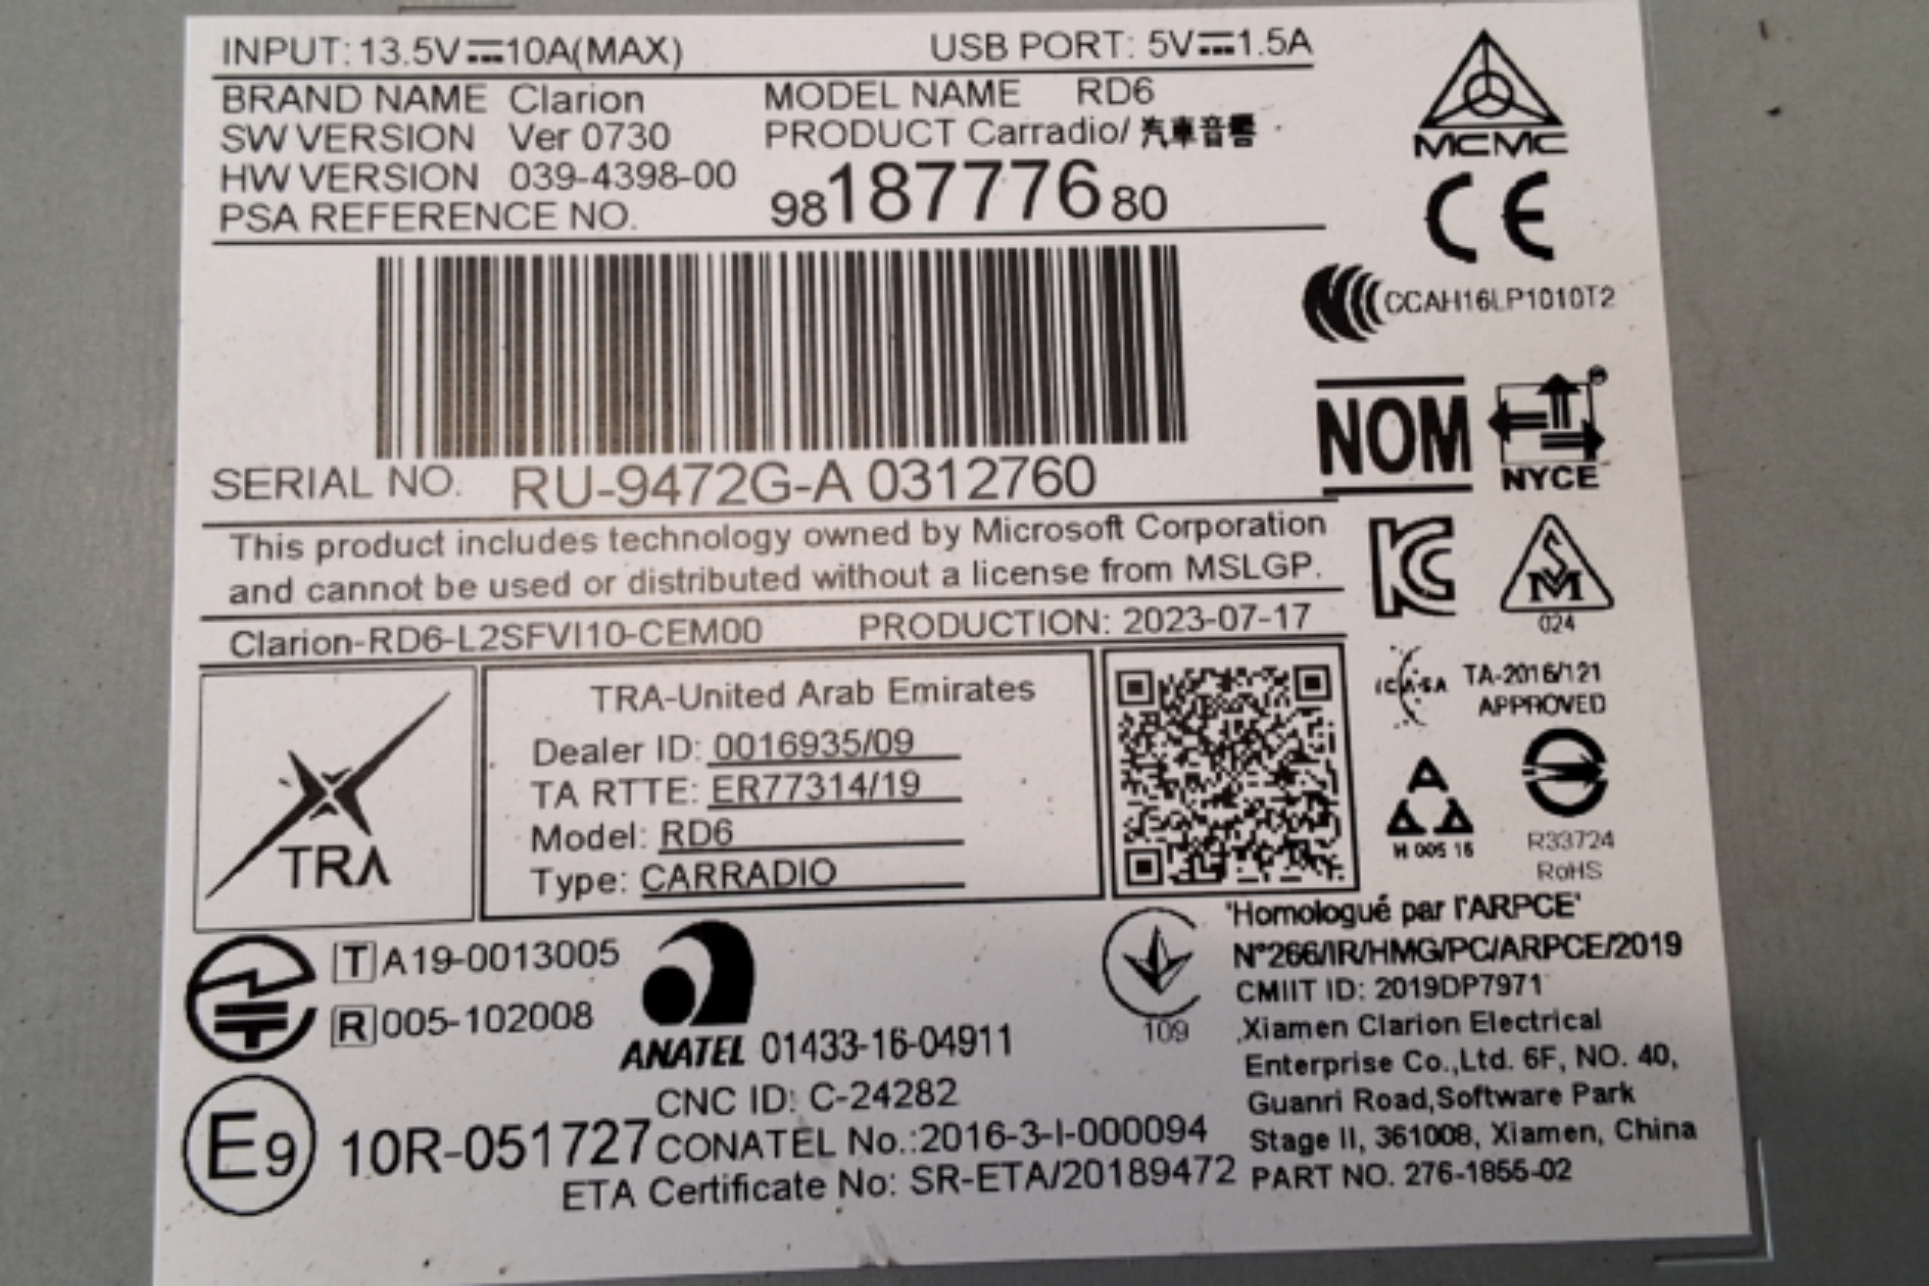 INPUT: 13.5V⎓10A(MAX) USB PORT: 5V⎓1.5A
BRAND NAME Clarion MODEL NAME RD6
SW VERSION Ver 0730 PRODUCT Carradio/ 汽車音響
HW VERSION 039-4398-00
PSA REFERENCE NO. 9818777680
SERIAL NO. RU-9472G-A 0312760
This product includes technology owned by Microsoft Corporation
and cannot be used or distributed without a license from MSLGP.
Clarion-RD6-L2SFVI10-CEM00 PRODUCTION: 2023-07-17
TRA
TRA-United Arab Emirates
Dealer ID: 0016935/09
TA RTTE: ER77314/19
Model: RD6
Type: CARRADIO
MCMC
CE
CCAH16LP1010T2
NOM
NYCE
KC
SM
024
ICASA TA-2016/121
APPROVED
A
H 005 16
R33724
RoHS
T A19-0013005
R 005-102008
ANATEL 01433-16-04911
109
"Homologué par l'ARPCE"
N°266/IR/HMG/PC/ARPCE/2019
CMIIT ID: 2019DP7971
Xiamen Clarion Electrical
Enterprise Co.,Ltd. 6F, NO. 40,
Guanri Road,Software Park
Stage II, 361008, Xiamen, China
PART NO. 276-1855-02
E9 10R-051727
CNC ID: C-24282
CONATEL No.:2016-3-I-000094
ETA Certificate No: SR-ETA/20189472